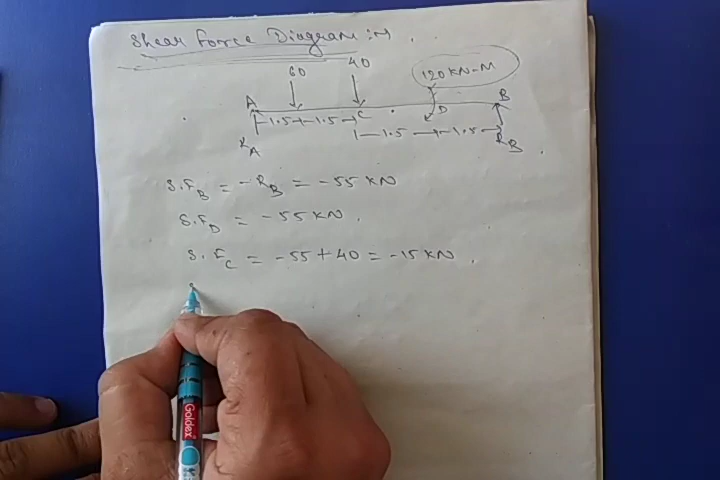 Shear Force Diagram :-
60 40 120 KN-M
A B
1.5 1.5 C D
1.5 1.5
RA RB
S.FB = -RB = -55 KN
S.FD = -55 KN.
S.FC = -55 + 40 = -15 KN.
S
Goldex